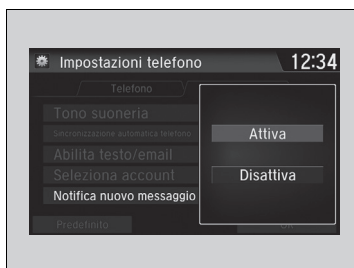 Impostazioni telefono
12:34
Telefono
Tono suoneria
Sincronizzazione automatica telefono
Abilita testo/email
Seleziona account
Notifica nuovo messaggio
Attiva
Disattiva
Predefinito
OK